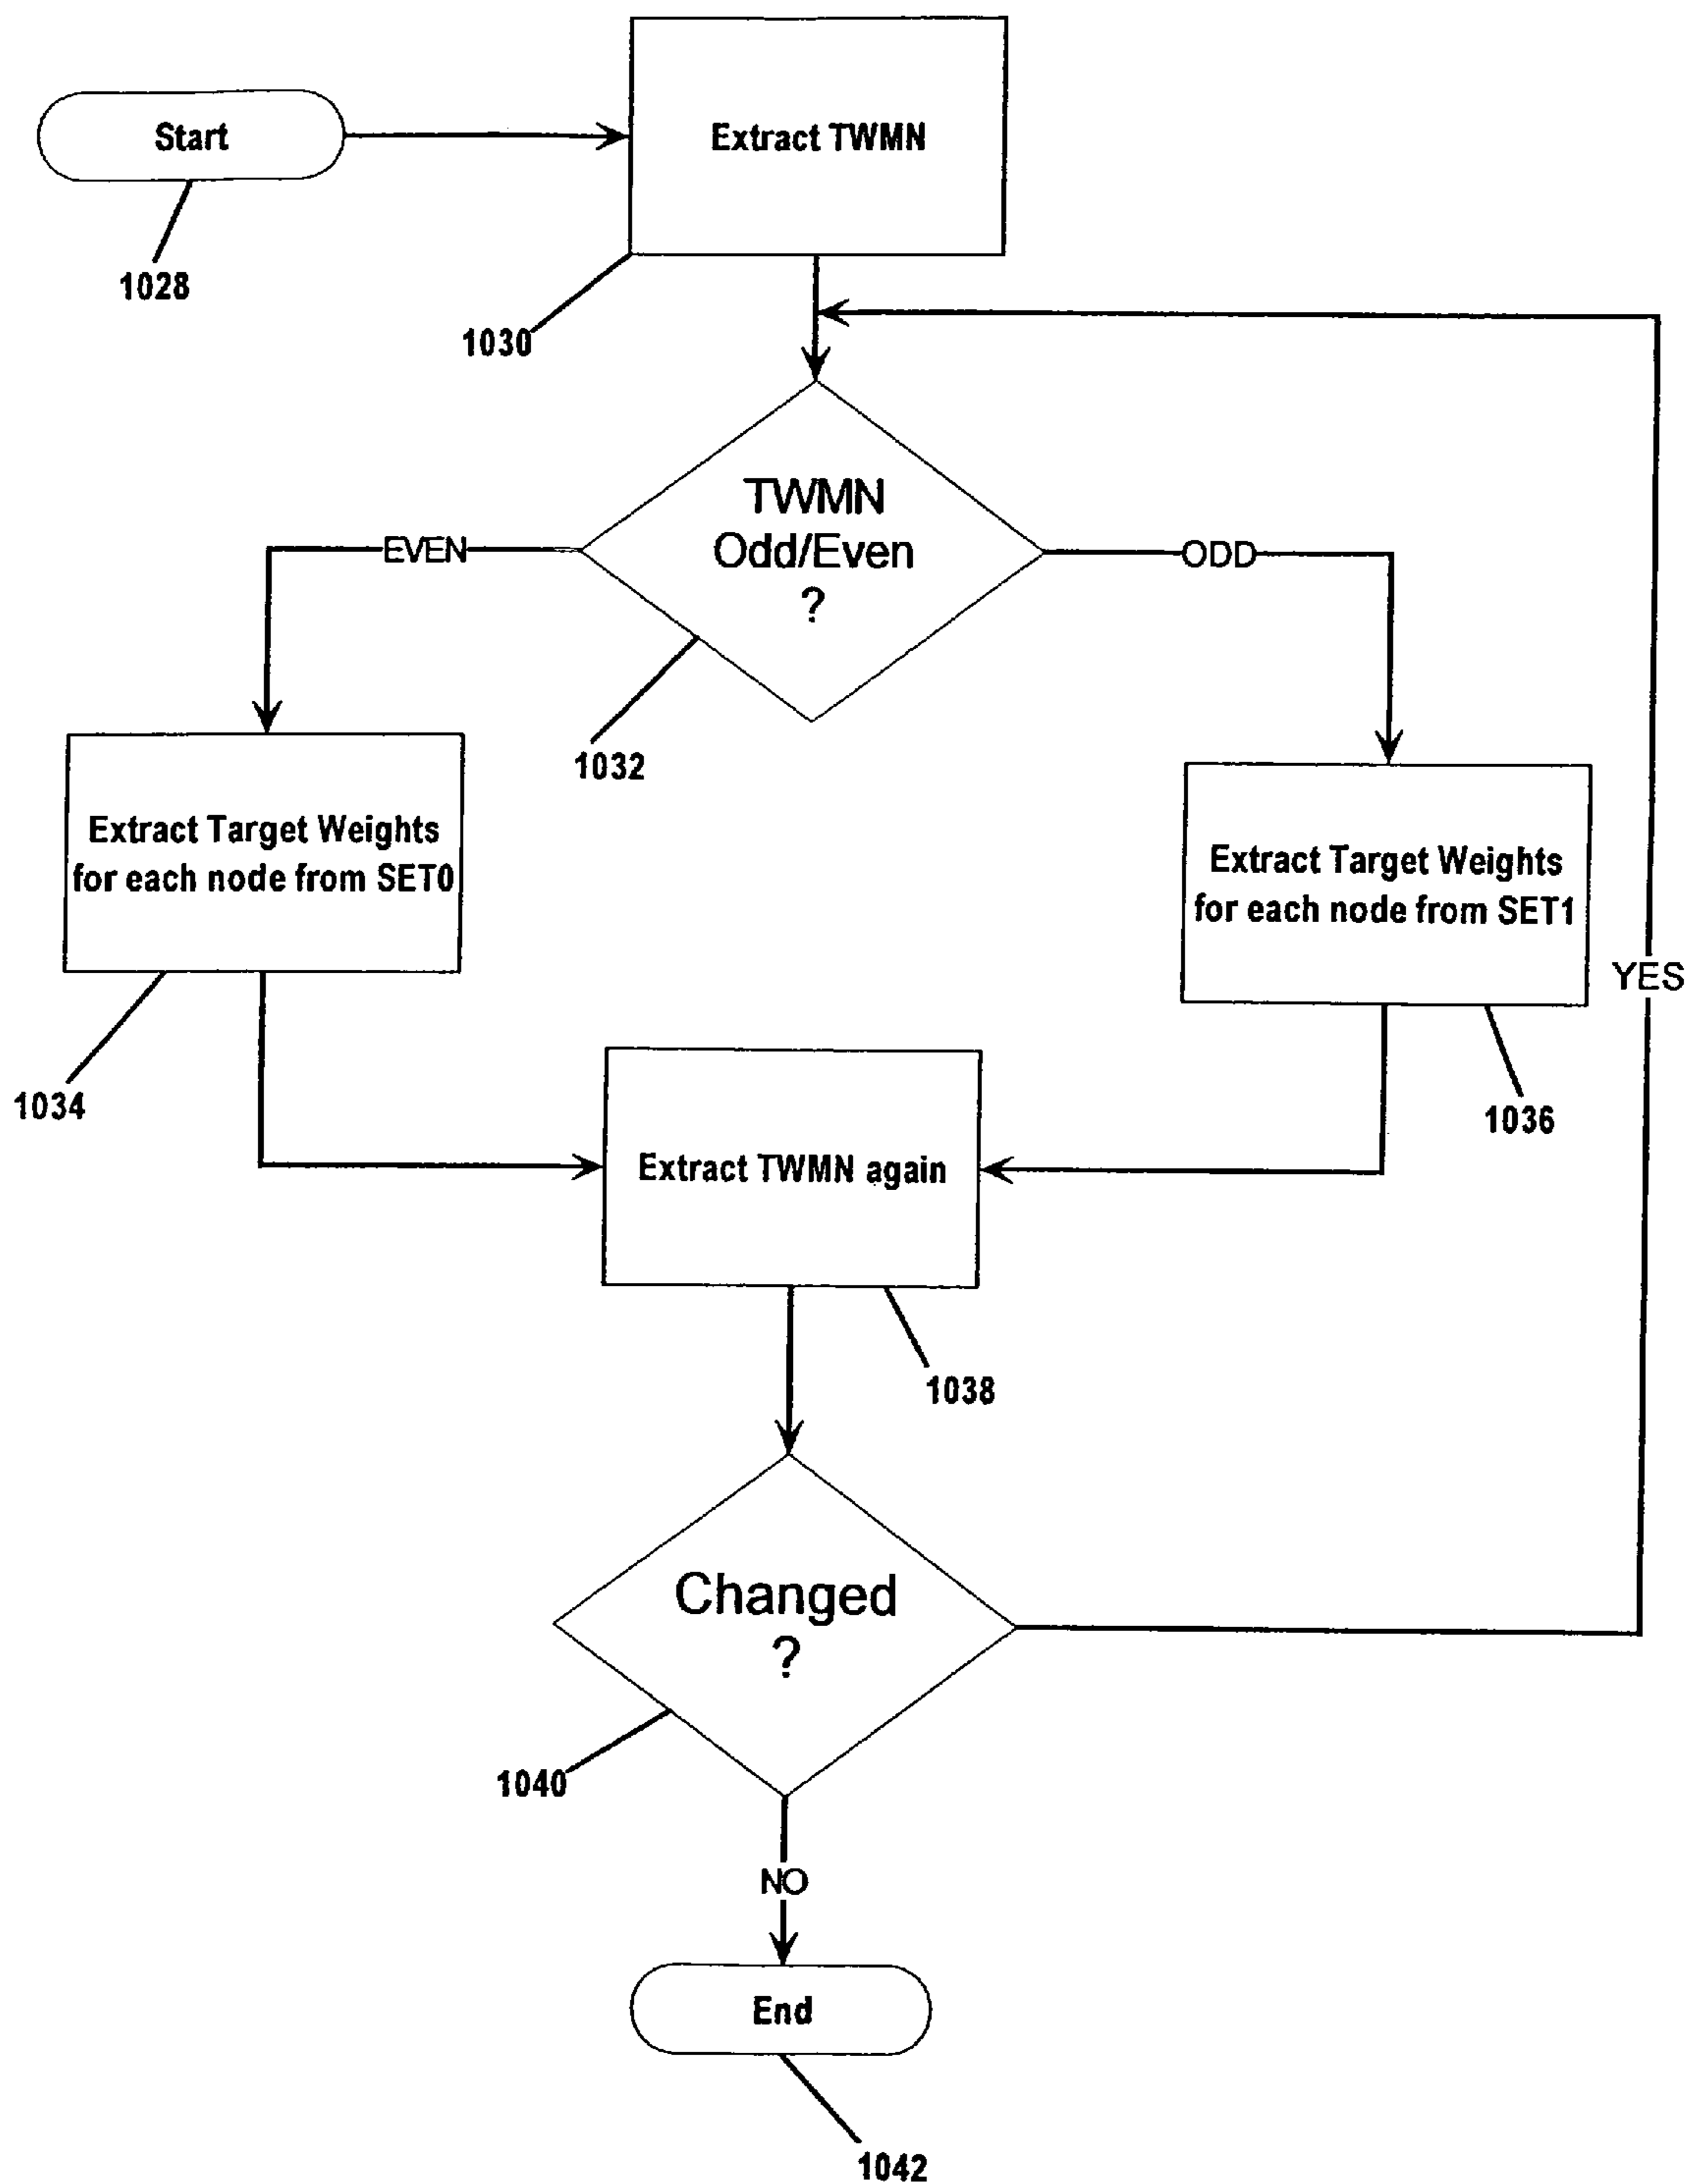 Start
Extract TWMN
1028
1030
TWMN
Odd/Even
?
EVEN
ODD
1032
Extract Target Weights
for each node from SET0
Extract Target Weights
for each node from SET1
YES
1034
1036
Extract TWMN again
1038
Changed
?
1040
NO
End
1042